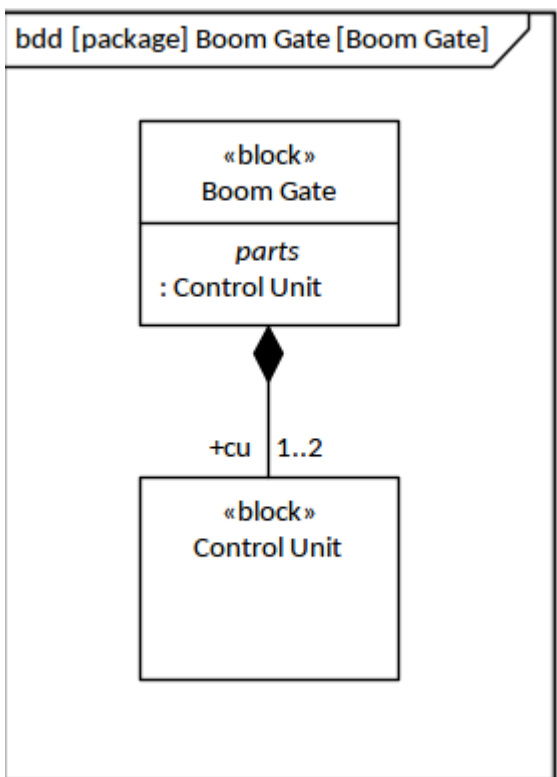 bdd [package] Boom Gate [Boom Gate]
«block»
Boom Gate
parts
: Control Unit
+cu 1..2
«block»
Control Unit